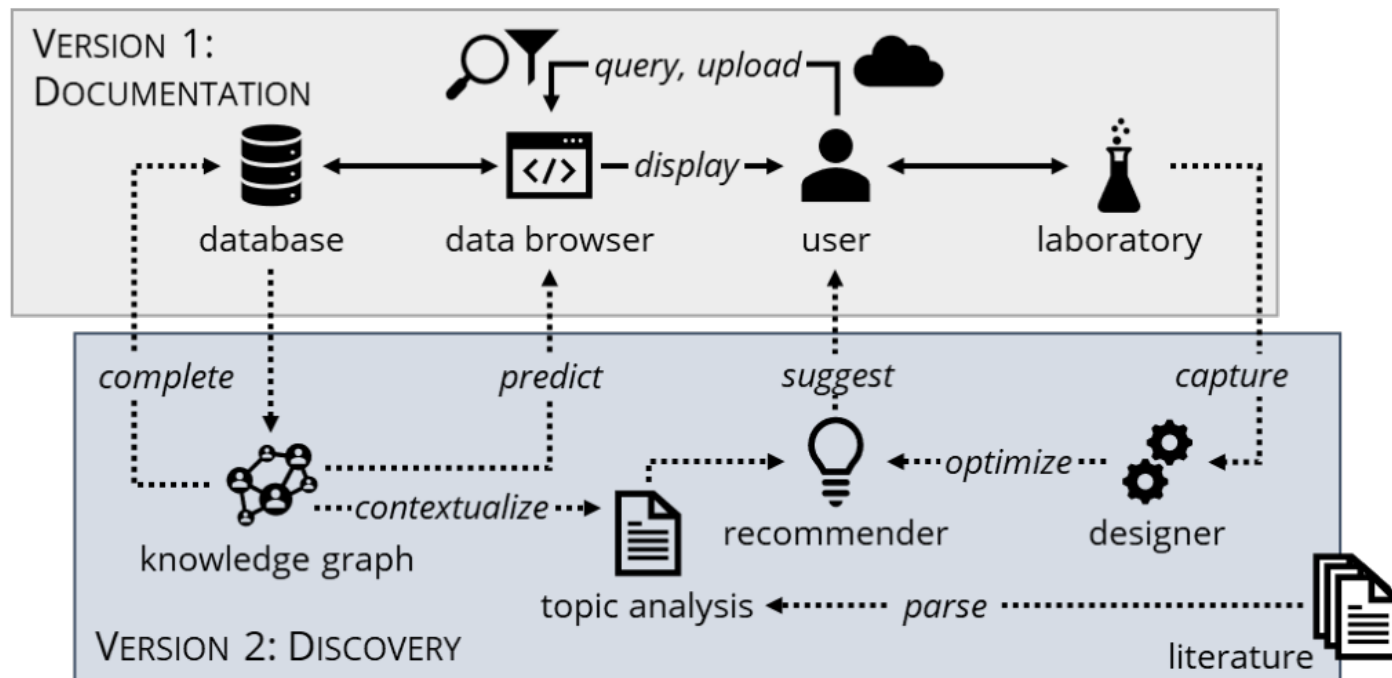 VERSION 1:
DOCUMENTATION
query, upload
</>
display
database
data browser
user
laboratory
complete
predict
suggest
capture
optimize
contextualize
recommender
designer
knowledge graph
topic analysis
parse
VERSION 2: DISCOVERY
literature